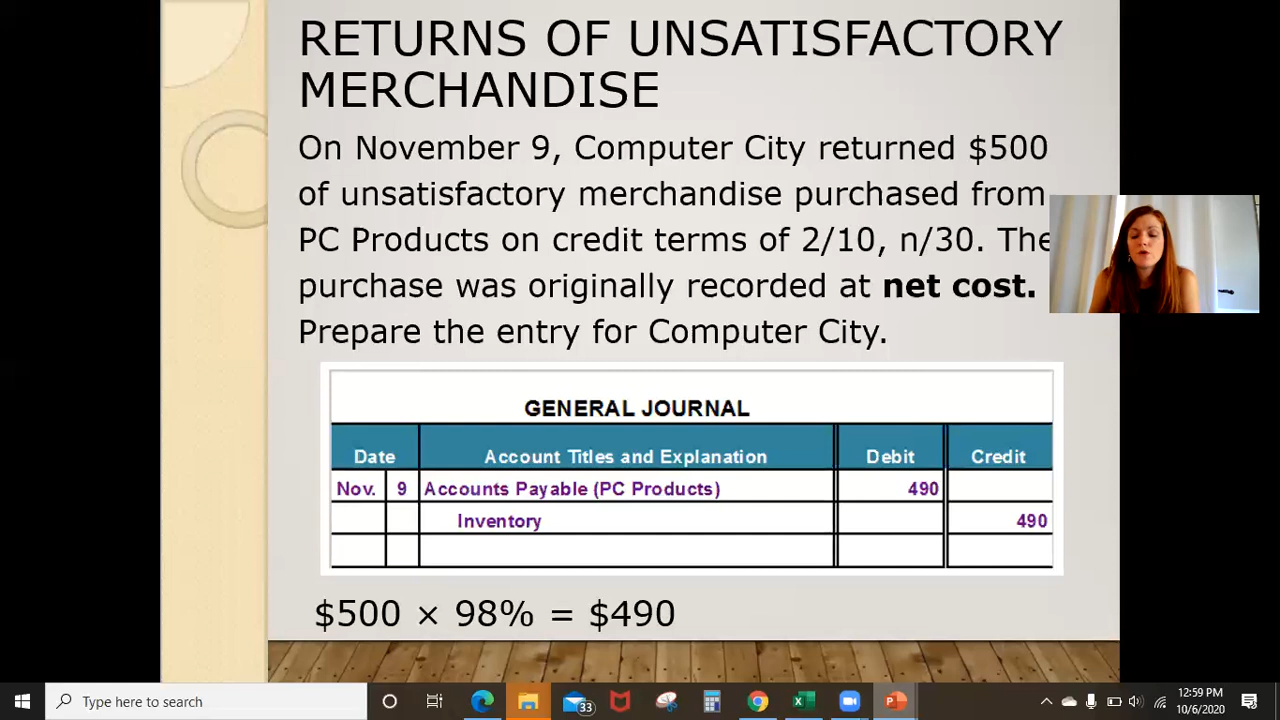 RETURNS OF UNSATISFACTORY
MERCHANDISE
On November 9, Computer City returned $500
of unsatisfactory merchandise purchased from
PC Products on credit terms of 2/10, n/30. The
purchase was originally recorded at net cost.
Prepare the entry for Computer City.
GENERAL JOURNAL
Date Account Titles and Explanation Debit Credit
Nov. 9 Accounts Payable (PC Products) 490
Inventory 490
$500 × 98% = $490
Type here to search
33
12:59 PM
10/6/2020